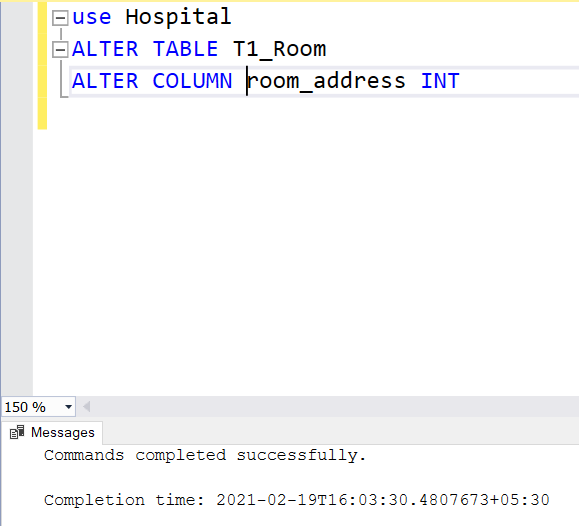 use Hospital
ALTER TABLE T1_Room
ALTER COLUMN room_address INT
150 %
Messages
Commands completed successfully.
Completion time: 2021-02-19T16:03:30.4807673+05:30